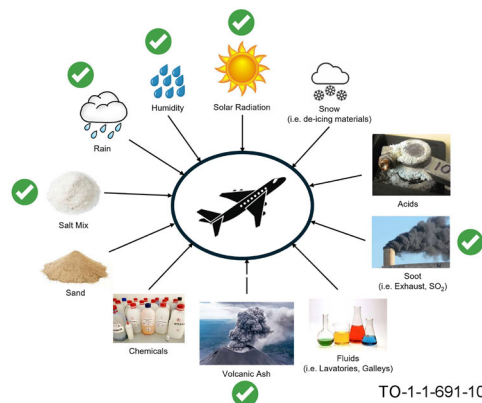 Solar Radiation
Humidity
Snow
(i.e. de-icing materials)
Rain
Acids
10
Salt Mix
Soot
(i.e. Exhaust, SO₂)
Sand
Chemicals
Volcanic Ash
Fluids
(i.e. Lavatories, Galleys)
TO-1-1-691-10